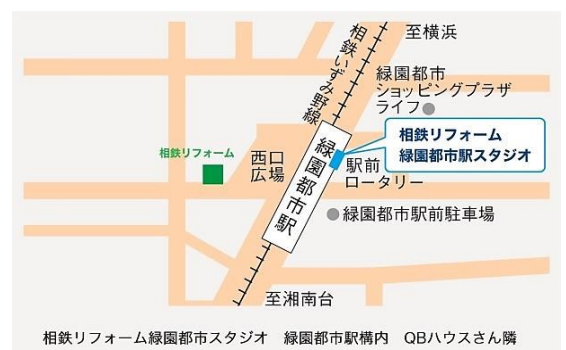 至横浜
相鉄いずみ野線
緑園都市
ショッピングプラザ
ライフ
相鉄リフォーム
緑園都市駅スタジオ
相鉄リフォーム
西口
広場
緑園都市駅
駅前
ロータリー
緑園都市駅前駐車場
至湘南台
相鉄リフォーム緑園都市スタジオ 緑園都市駅構内 QBハウスさん隣